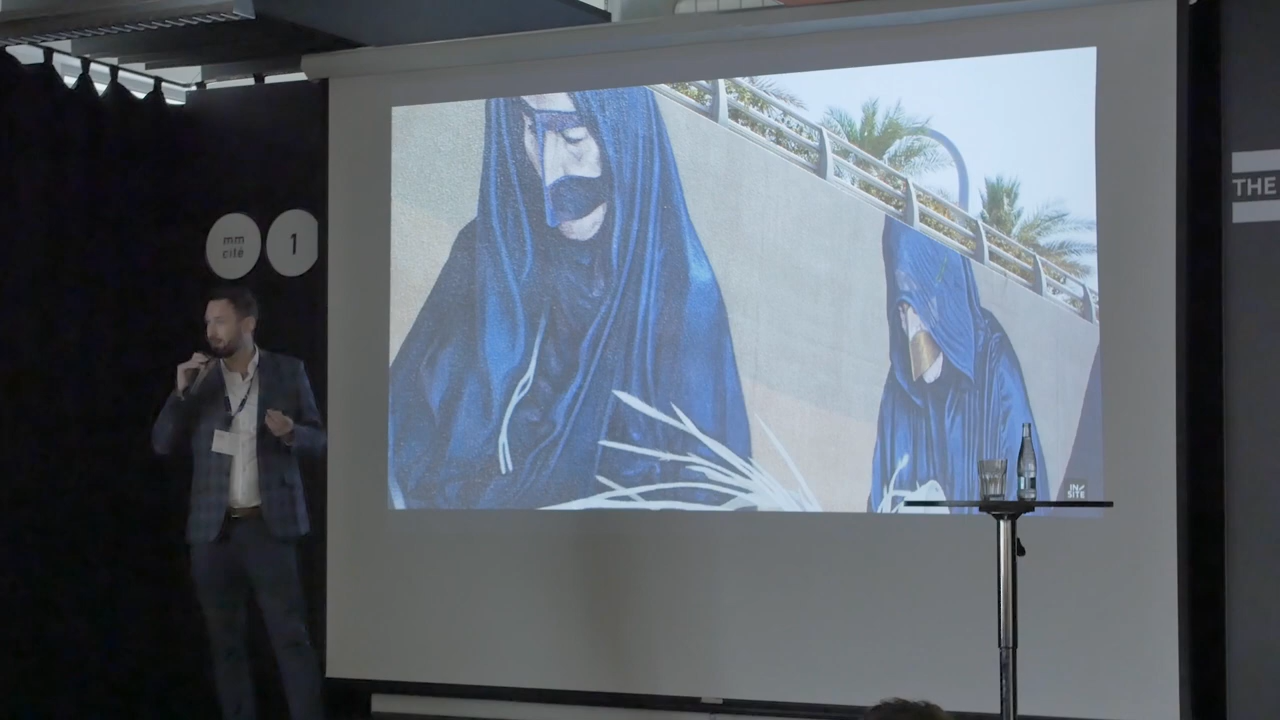 mm
cité
1
THE
IN/
SITE